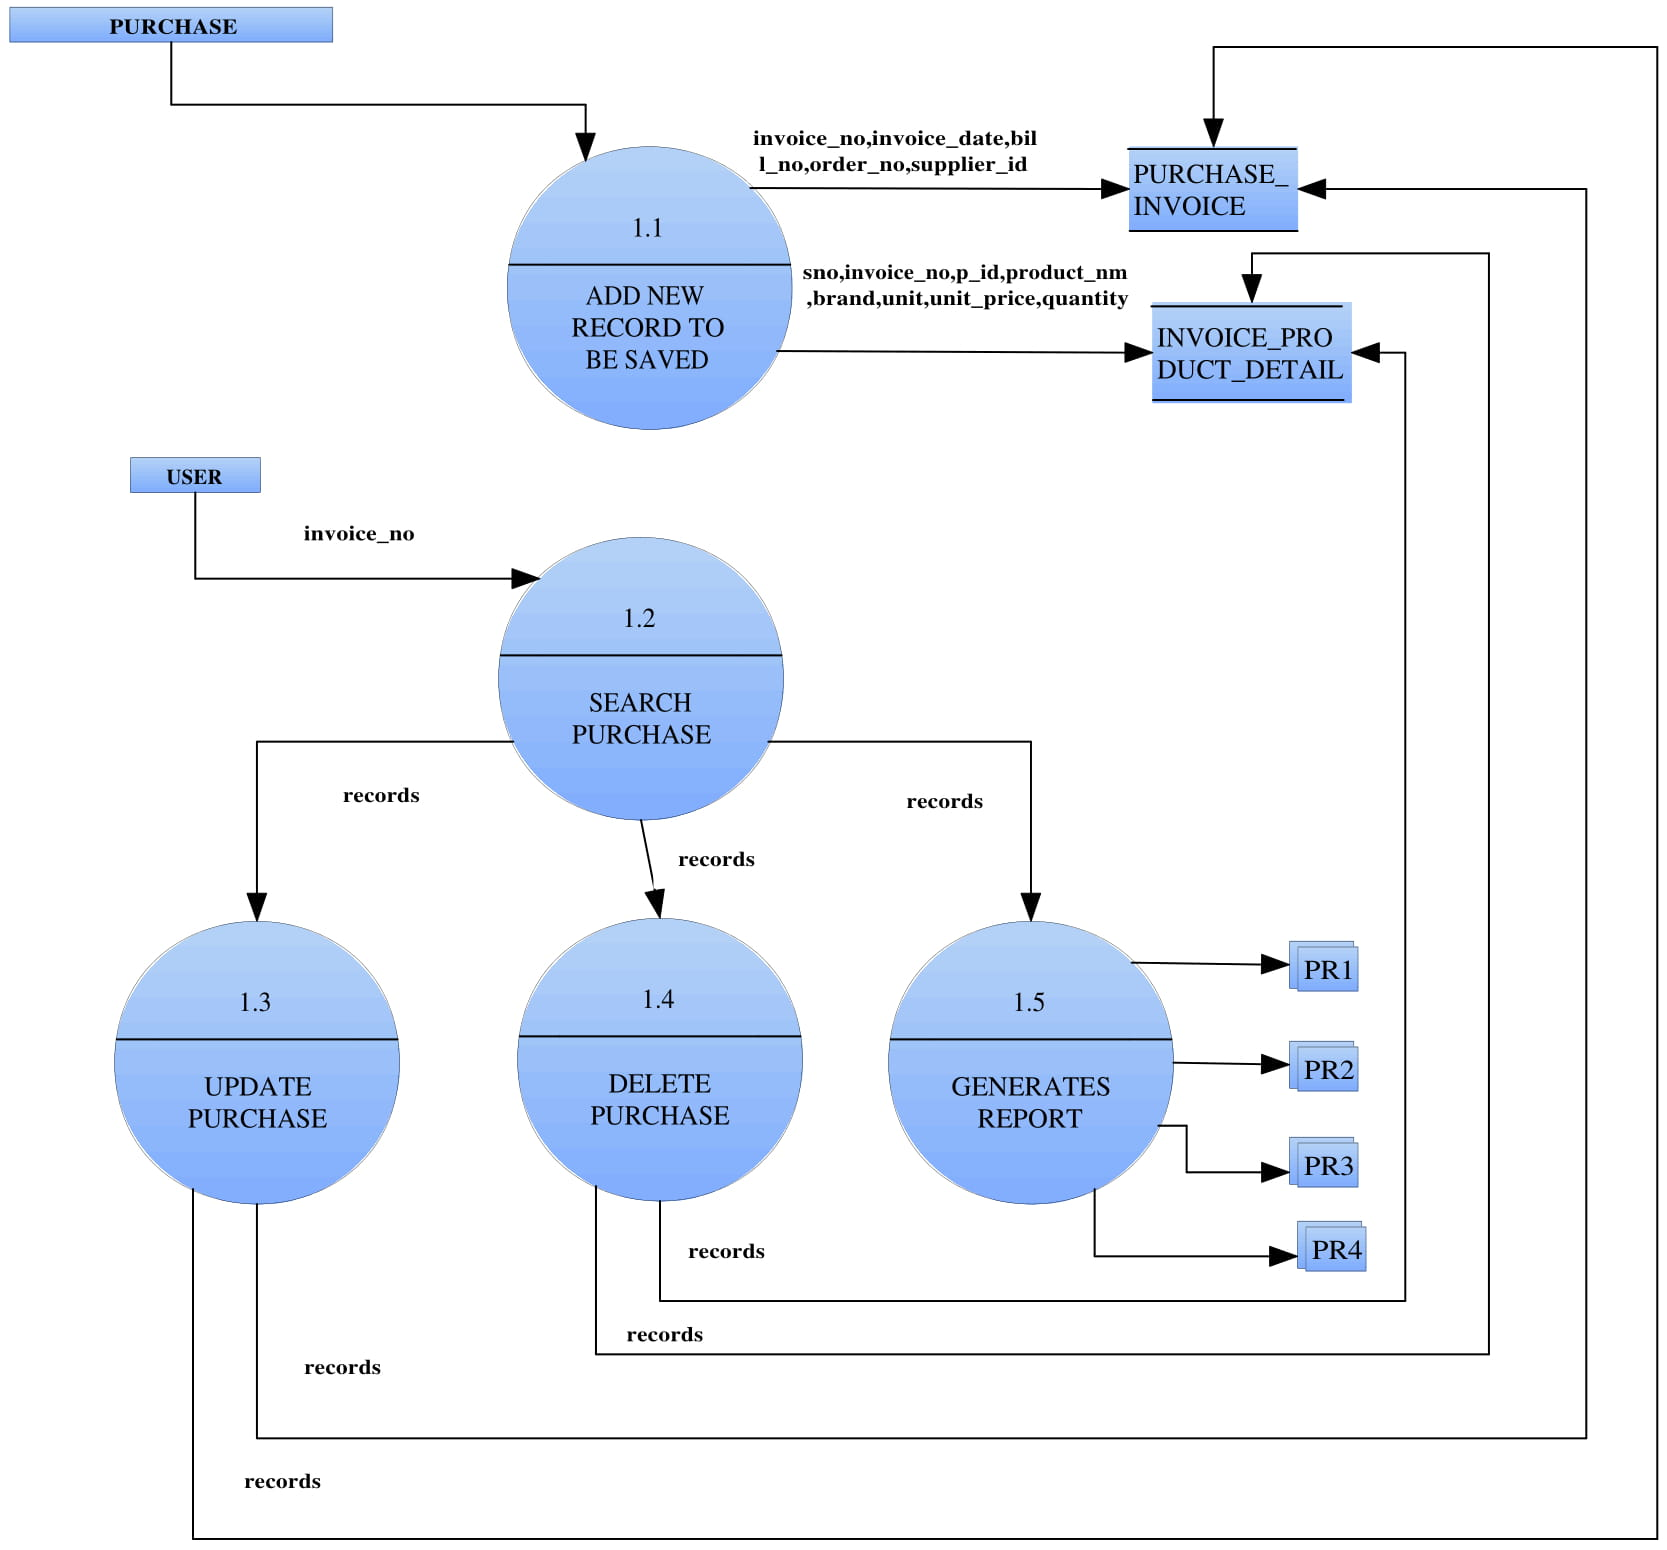 PURCHASE
invoice_no,invoice_date,bil
l_no,order_no,supplier_id
PURCHASE_
INVOICE
1.1
ADD NEW
RECORD TO
BE SAVED
sno,invoice_no,p_id,product_nm
,brand,unit,unit_price,quantity
INVOICE_PRO
DUCT_DETAIL
USER
invoice_no
1.2
SEARCH
PURCHASE
records
records
records
1.3
UPDATE
PURCHASE
1.4
DELETE
PURCHASE
1.5
GENERATES
REPORT
PR1
PR2
PR3
PR4
records
records
records
records